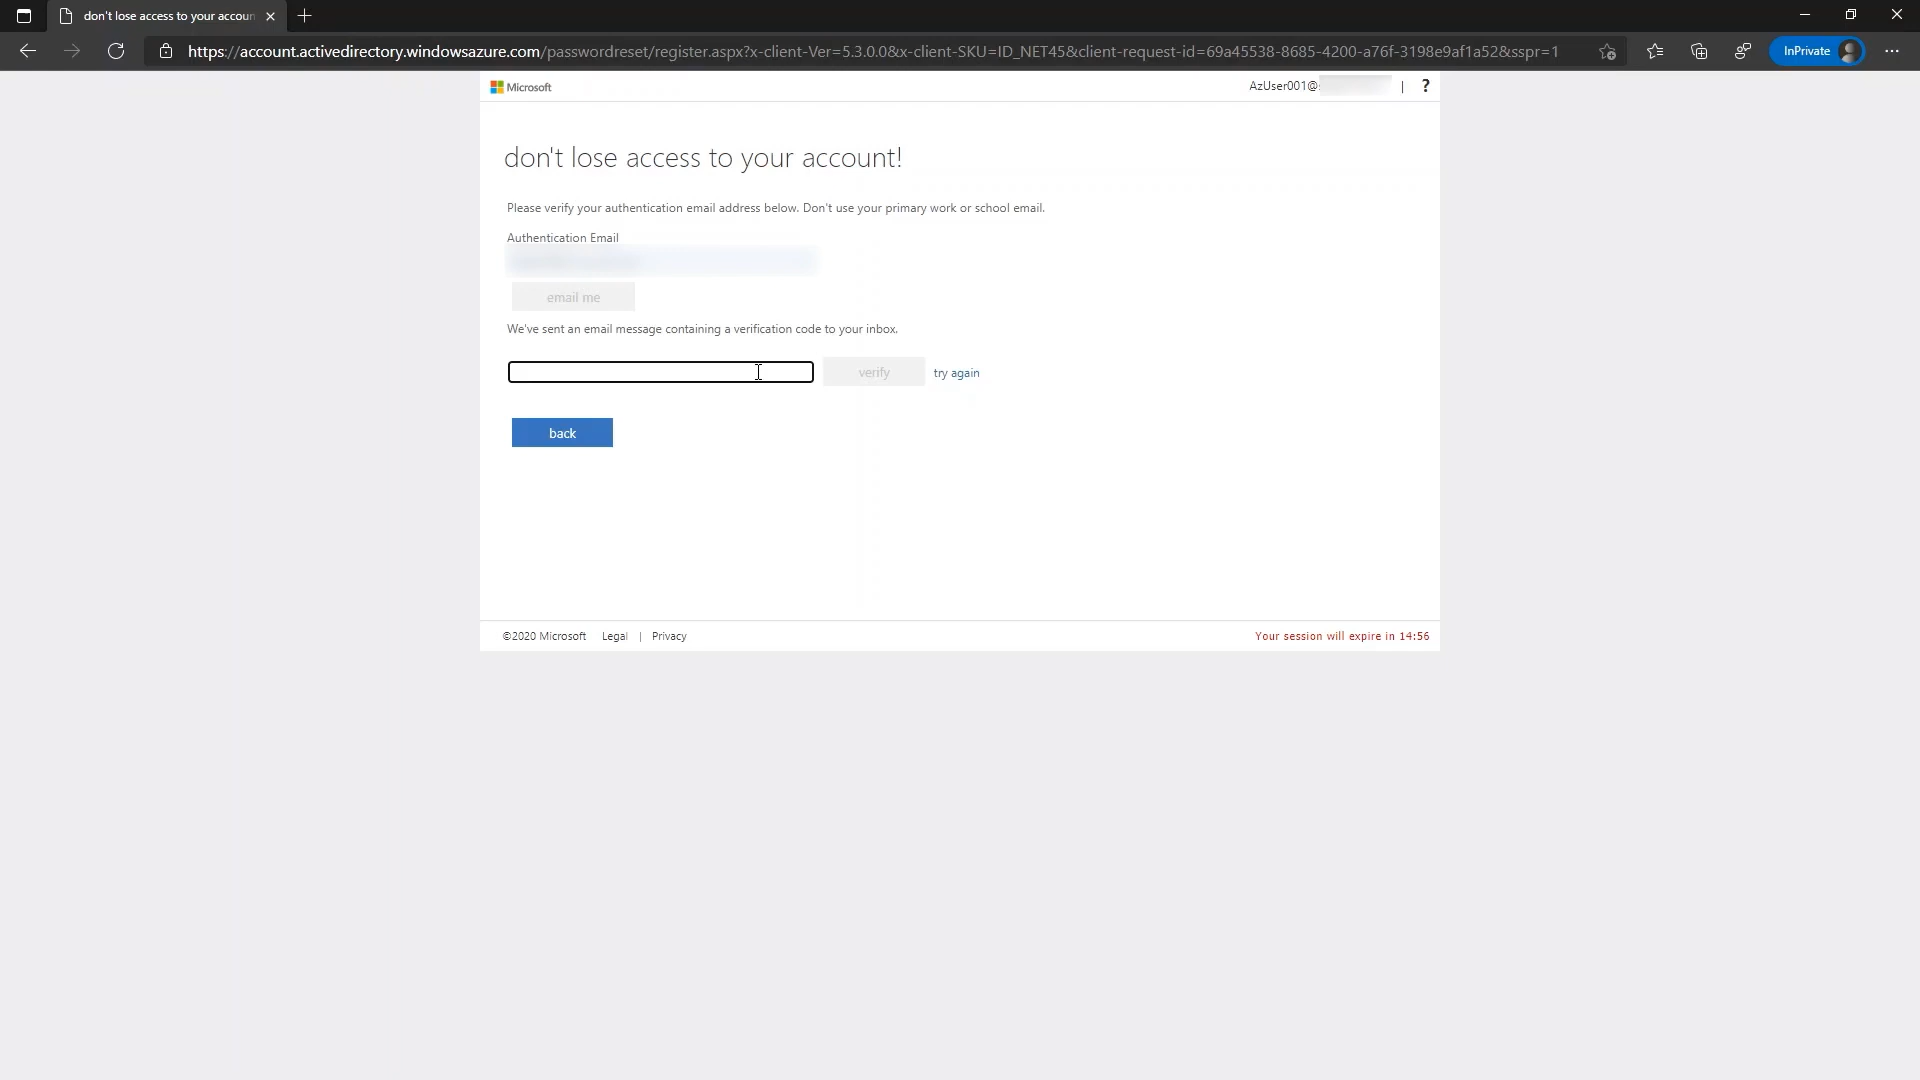 don't lose access to your accoun
https://account.activedirectory.windowsazure.com/passwordreset/register.aspx?x-client-Ver=5.3.0.0&x-client-SKU=ID_NET45&client-request-id=69a45538-8685-4200-a76f-3198e9af1a52&sspr=1
InPrivate
Microsoft
AzUser001@
| ?
don't lose access to your account!
Please verify your authentication email address below. Don't use your primary work or school email.
Authentication Email
email me
We've sent an email message containing a verification code to your inbox.
verify try again
back
©2020 Microsoft Legal | Privacy
Your session will expire in 14:56